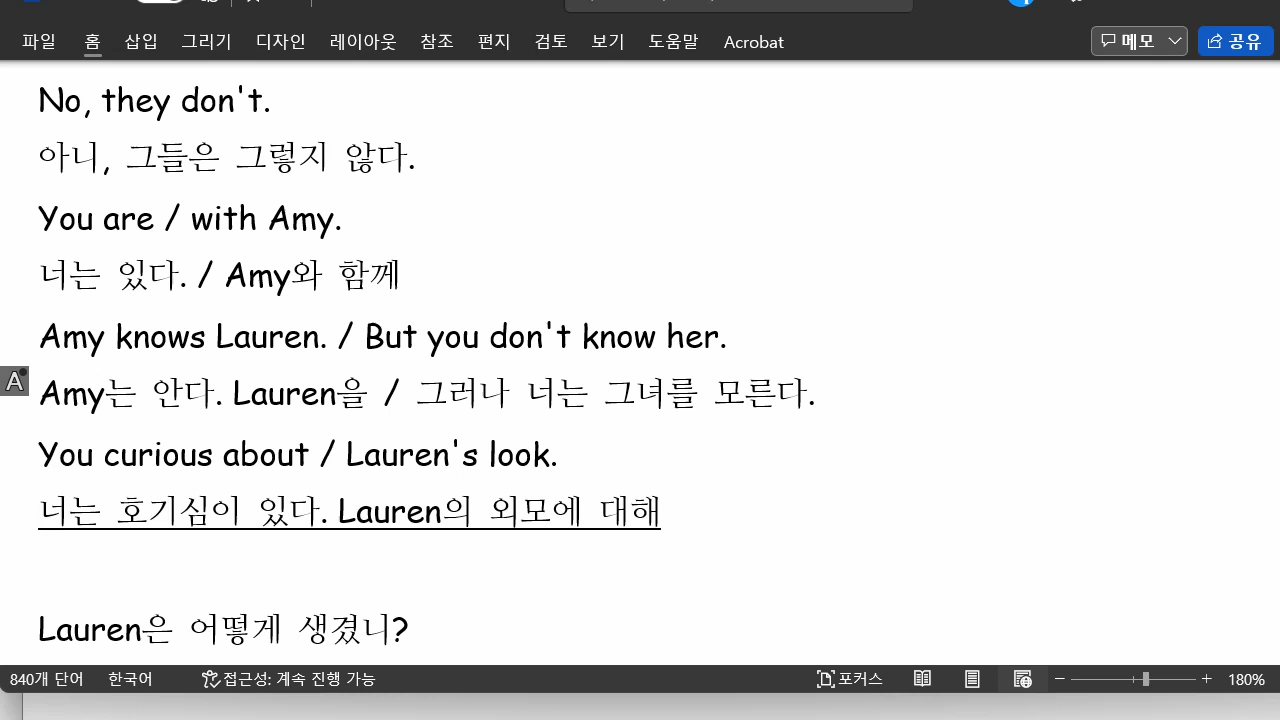 파일 홈 삽입 그리기 디자인 레이아웃 참조 편지 검토 보기 도움말 Acrobat 메모 공유
No, they don't.
아니, 그들은 그렇지 않다.
You are / with Amy.
너는 있다. / Amy와 함께
Amy knows Lauren. / But you don't know her.
Amy는 안다. Lauren을 / 그러나 너는 그녀를 모른다.
You curious about / Lauren's look.
너는 호기심이 있다. Lauren의 외모에 대해
Lauren은 어떻게 생겼니?
840개 단어 한국어 접근성: 계속 진행 가능 포커스 180%